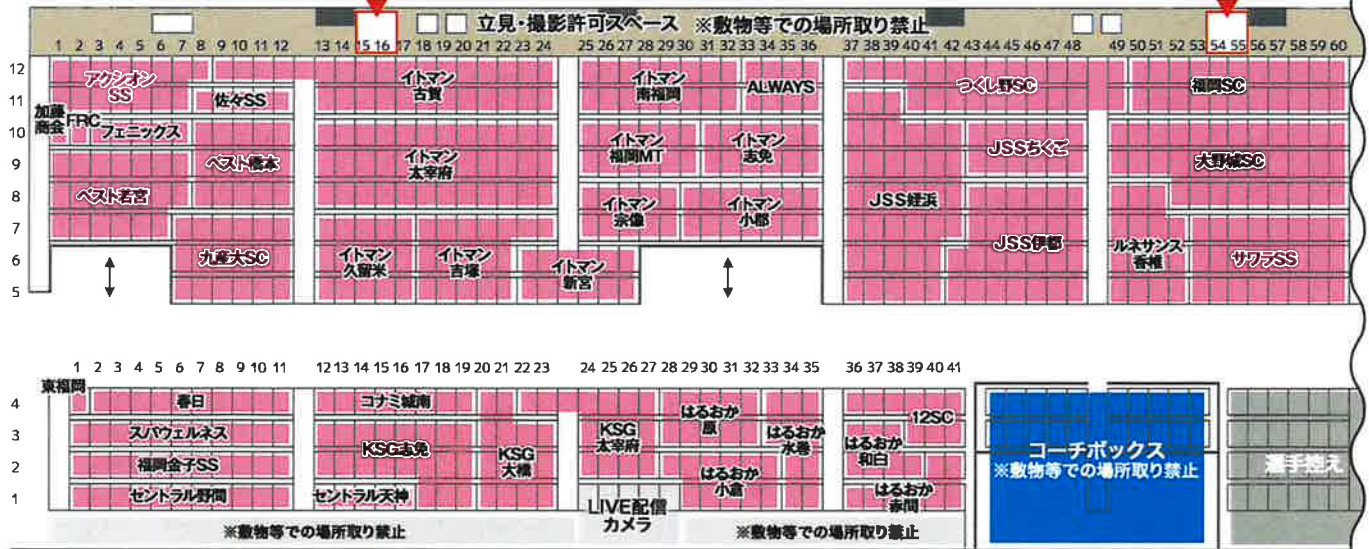 立見・撮影許可スペース ※敷物等での場所取り禁止
1 2 3 4 5 6 7 8 9 10 11 12 13 14 15 16 17 18 19 20 21 22 23 24 25 26 27 28 29 30 31 32 33 34 35 36 37 38 39 40 41 42 43 44 45 46 47 48 49 50 51 52 53 54 55 56 57 58 59 60
12
11
10
9
8
7
6
5
アクシオン
SS
佐々SS
加藤
商会
FRC
フェニックス
ベスト橋本
ベスト若宮
九産大SC
イトマン
古賀
イトマン
太宰府
イトマン
久留米
イトマン
吉塚
イトマン
新宮
イトマン
南福岡
ALWAYS
イトマン
福岡MT
イトマン
志免
イトマン
宗像
イトマン
小郡
つくし野SC
福岡SC
JSSちくご
大野城SC
JSS姪浜
JSS伊都
ルネサンス
香椎
サワラSS
1 2 3 4 5 6 7 8 9 10 11 12 13 14 15 16 17 18 19 20 21 22 23 24 25 26 27 28 29 30 31 32 33 34 35 36 37 38 39 40 41
4
3
2
1
東福岡
春日
スパウェルネス
福岡金子SS
セントラル野間
コナミ城南
KSG志免
セントラル天神
KSG
大橋
KSG
太宰府
はるおか
原
はるおか
水巻
はるおか
小倉
12SC
はるおか
和白
はるおか
赤間
LIVE配信
カメラ
※敷物等での場所取り禁止
※敷物等での場所取り禁止
コーチボックス
※敷物等での場所取り禁止
選手控え